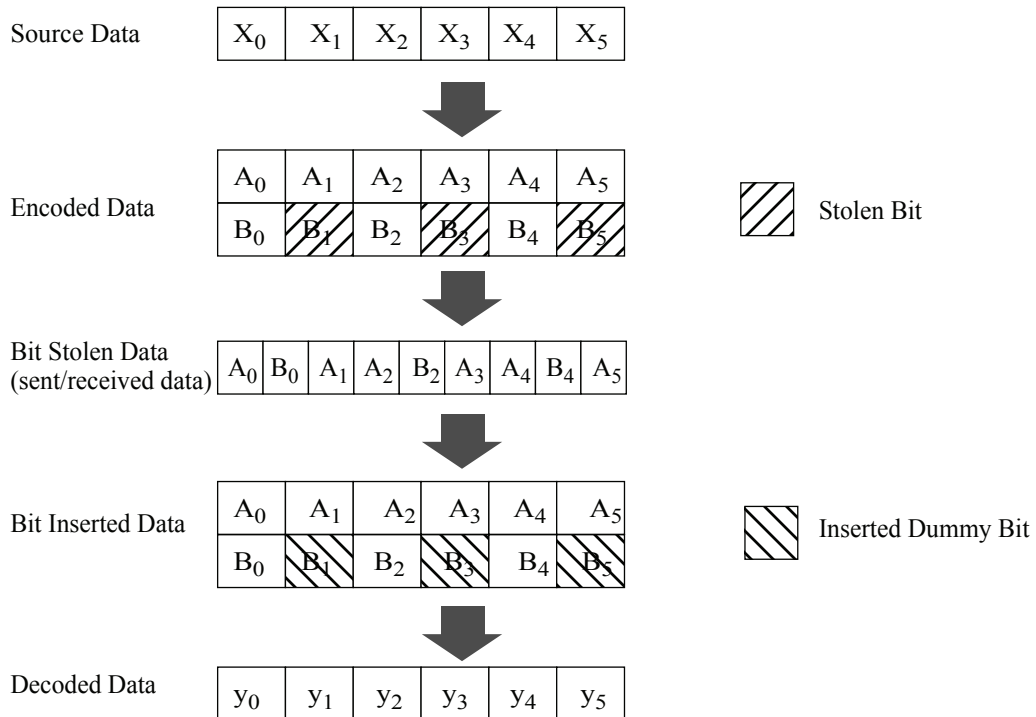 Source Data X₀ X₁ X₂ X₃ X₄ X₅
A₀ A₁ A₂ A₃ A₄ A₅
Encoded Data
B₀ B₁ B₂ B₃ B₄ B₅
Stolen Bit
Bit Stolen Data
(sent/received data)
A₀ B₀ A₁ A₂ B₂ A₃ A₄ B₄ A₅
A₀ A₁ A₂ A₃ A₄ A₅
Bit Inserted Data
B₀ B₁ B₂ B₃ B₄ B₅
Inserted Dummy Bit
Decoded Data y₀ y₁ y₂ y₃ y₄ y₅